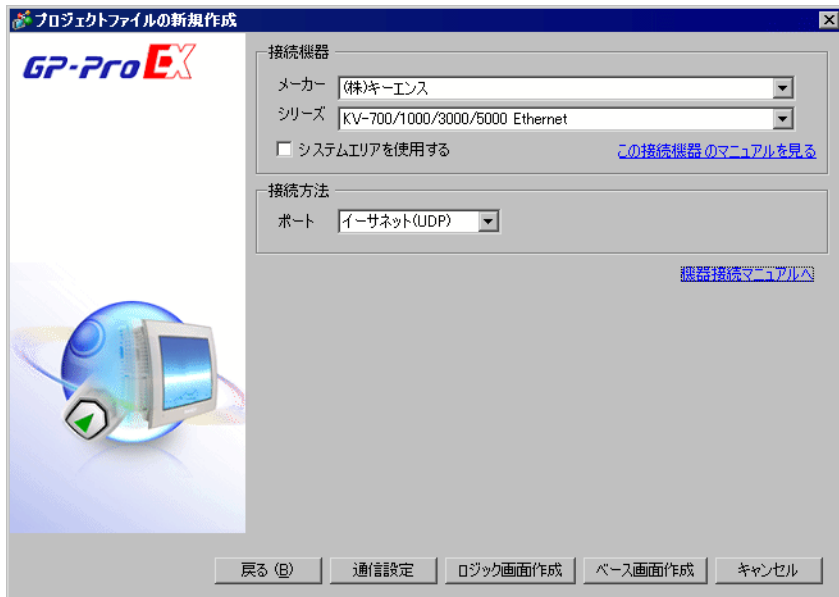 プロジェクトファイルの新規作成
GP-Pro EX
接続機器
メーカー (株)キーエンス
シリーズ KV-700/1000/3000/5000 Ethernet
システムエリアを使用する この接続機器のマニュアルを見る
接続方法
ポート イーサネット(UDP)
機器接続マニュアルへ
戻る (B) 通信設定 ロジック画面作成 ベース画面作成 キャンセル